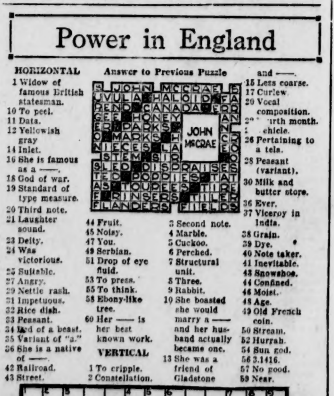 Power in England
HORIZONTAL
1 Widow of
famous British
statesman.
10 To peel.
11 Data.
12 Yellowish
gray
14 Inlet.
16 She is famous
as a —.
18 God of war.
19 Standard of
type measure.
20 Third note.
21 Laughter
sound.
23 Deity.
24 Was
victorious.
25 Suitable.
27 Angry.
29 Nettle rash.
31 Impetuous.
32 Rice dish.
33 Peasant.
34 End of a beast.
35 Variant of "a."
36 She is a native
of —.
42 Railroad.
43 Street.
Answer to Previous Puzzle
JOHN
McCRAE
44 Fruit.
45 Noisy.
47 You.
49 Serbian.
51 Drop of eye
fluid.
53 To press.
55 To think.
58 Ebony-like
tree.
60 Her — is
her best
known work.
VERTICAL
1 To cripple.
2 Constellation.
3 Second note.
4 Marble.
5 Cuckoo.
6 Perched.
7 Structural
unit.
8 Three.
9 Rabbit.
10 She boasted
she would
marry a —
and her hus-
band actually
became one.
13 She was a
friend of
Gladstone
and —.
15 Less coarse.
17 Curlew.
20 Vocal
composition.
urth month.
chicle.
26 Pertaining to
a tela.
28 Peasant
(variant).
30 Milk and
butter store.
36 Ever.
37 Viceroy in
India.
38 Grain.
39 Dye.
40 Note taker.
41 Inevitable.
43 Snowshoe.
44 Confined.
46 Moist.
48 Age.
49 Old French
coin.
50 Stream.
52 Hurrah.
54 Sun god.
56 3.1416.
57 No good.
59 Near.